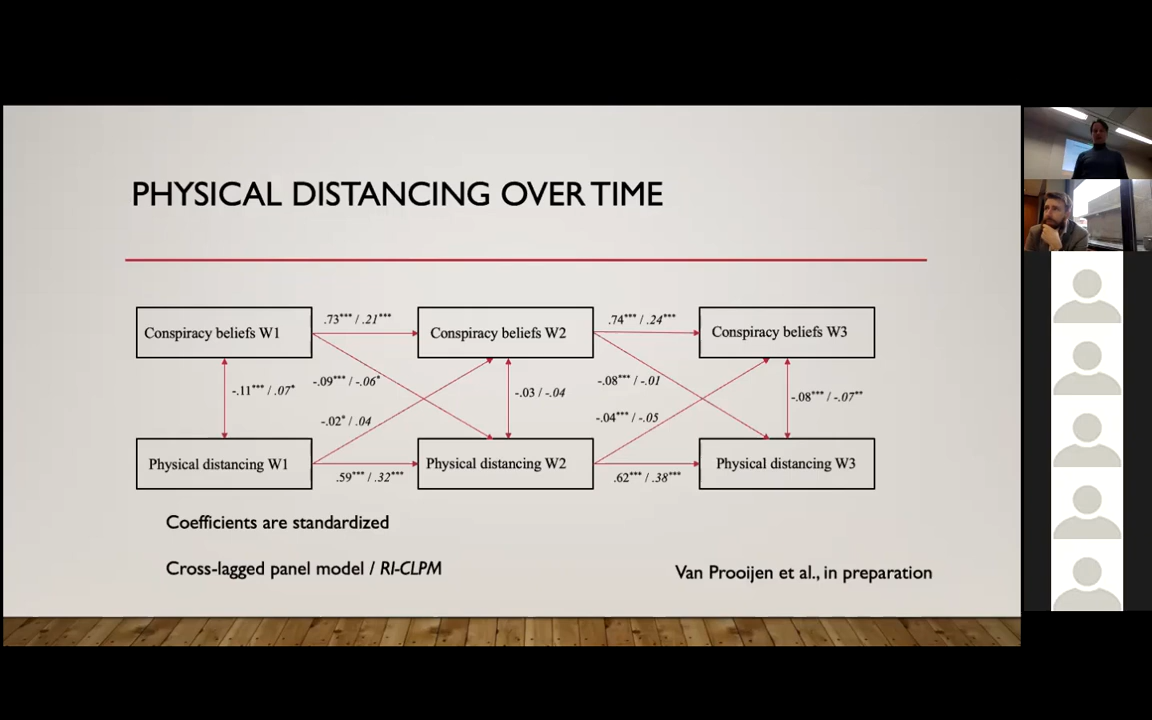 PHYSICAL DISTANCING OVER TIME
.73*** / .21***
.74*** / .24***
Conspiracy beliefs W1
Conspiracy beliefs W2
Conspiracy beliefs W3
-.11*** / .07*
-.09*** / -.06*
-.03 / -.04
-.08*** / -.01
-.08*** / -.07**
-.02* / .04
-.04*** / -.05
Physical distancing W1
Physical distancing W2
Physical distancing W3
.59*** / .32***
.62*** / .38***
Coefficients are standardized
Cross-lagged panel model / RI-CLPM
Van Prooijen et al., in preparation